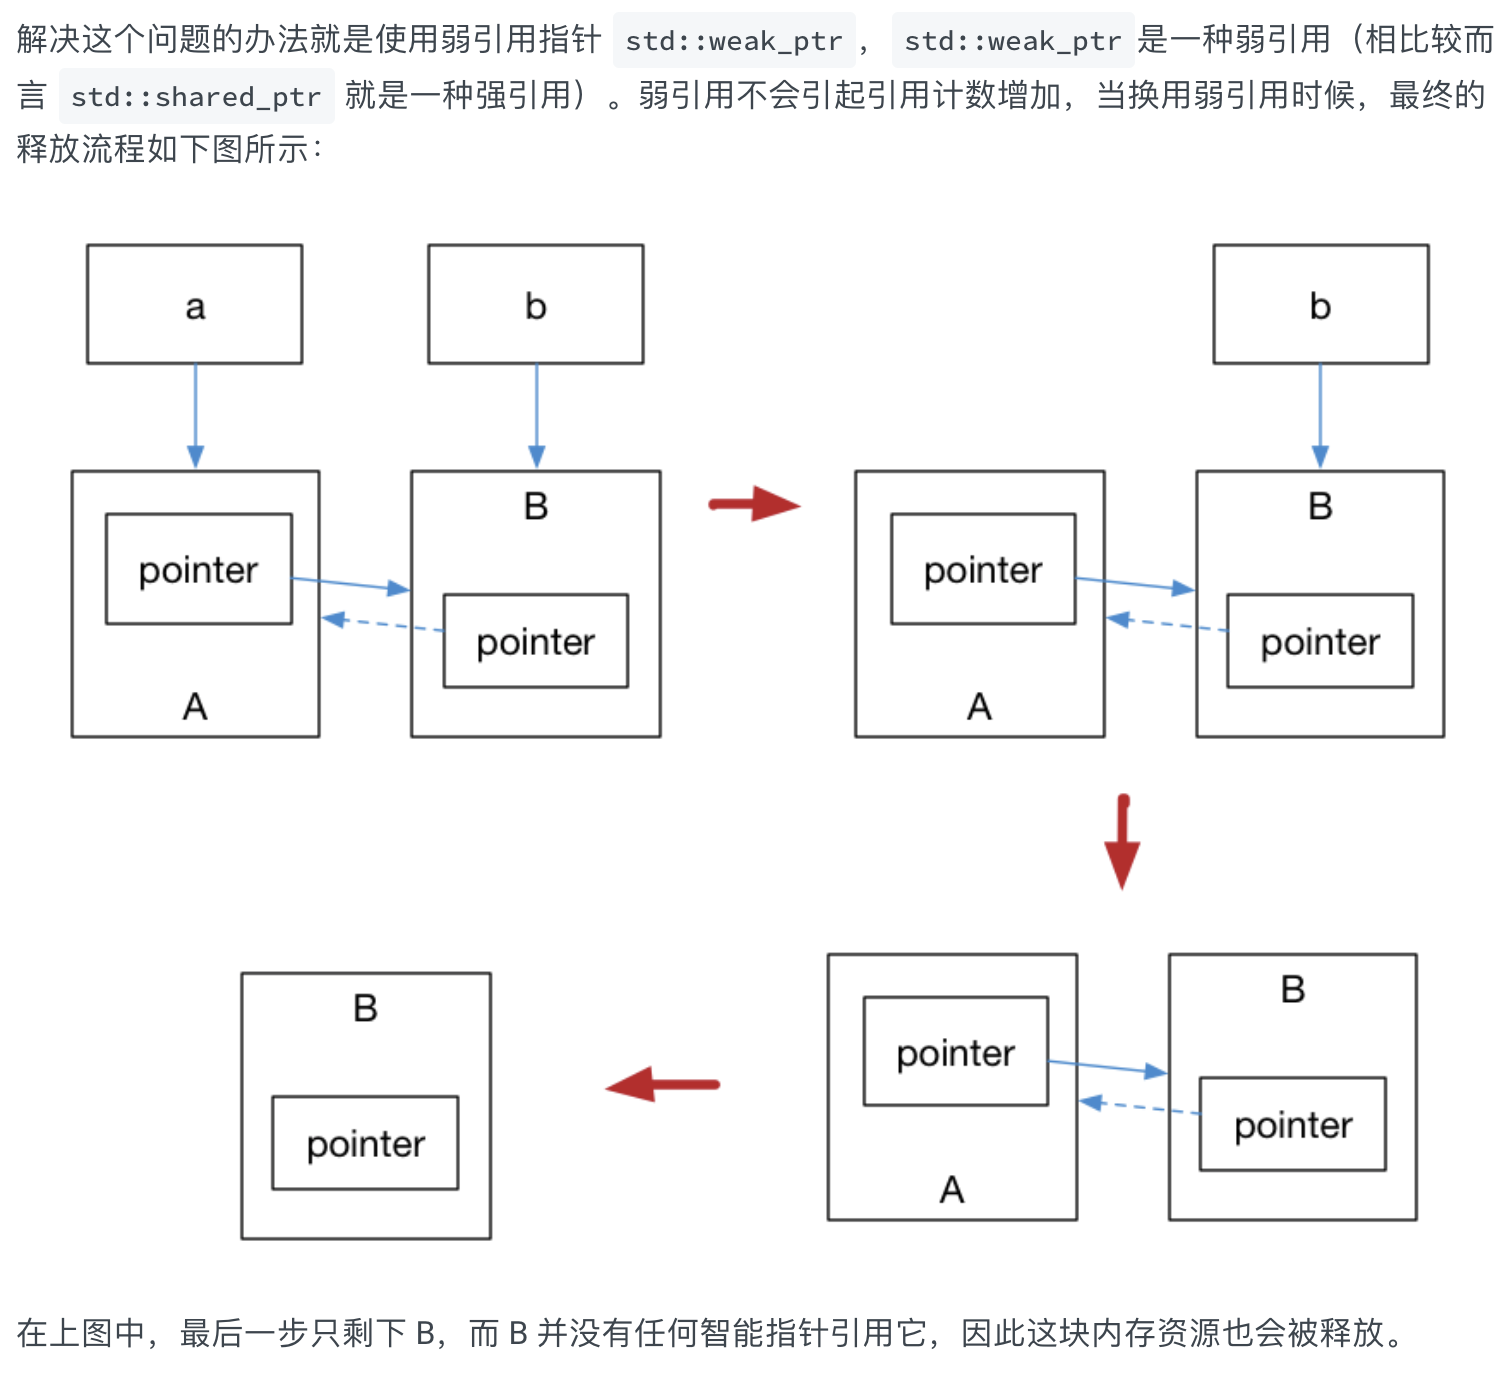 解决这个问题的办法就是使用弱引用指针 std::weak_ptr， std::weak_ptr 是一种弱引用（相比较而
言 std::shared_ptr 就是一种强引用）。弱引用不会引起引用计数增加，当换用弱引用时候，最终的
释放流程如下图所示：
a
b
b
B
pointer
pointer
A
B
pointer
pointer
A
B
pointer
B
pointer
pointer
A
在上图中，最后一步只剩下 B，而 B 并没有任何智能指针引用它，因此这块内存资源也会被释放。